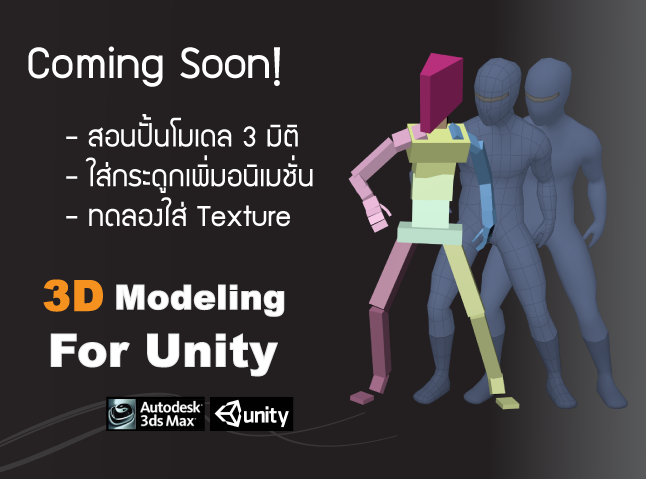 Coming Soon!
- สอนปั้นโมเดล 3 มิติ
- ใส่กระดูกเพิ่มอนิเมชั่น
- ทดลองใส่ Texture
3D Modeling
For Unity
Autodesk
3ds Max
unity